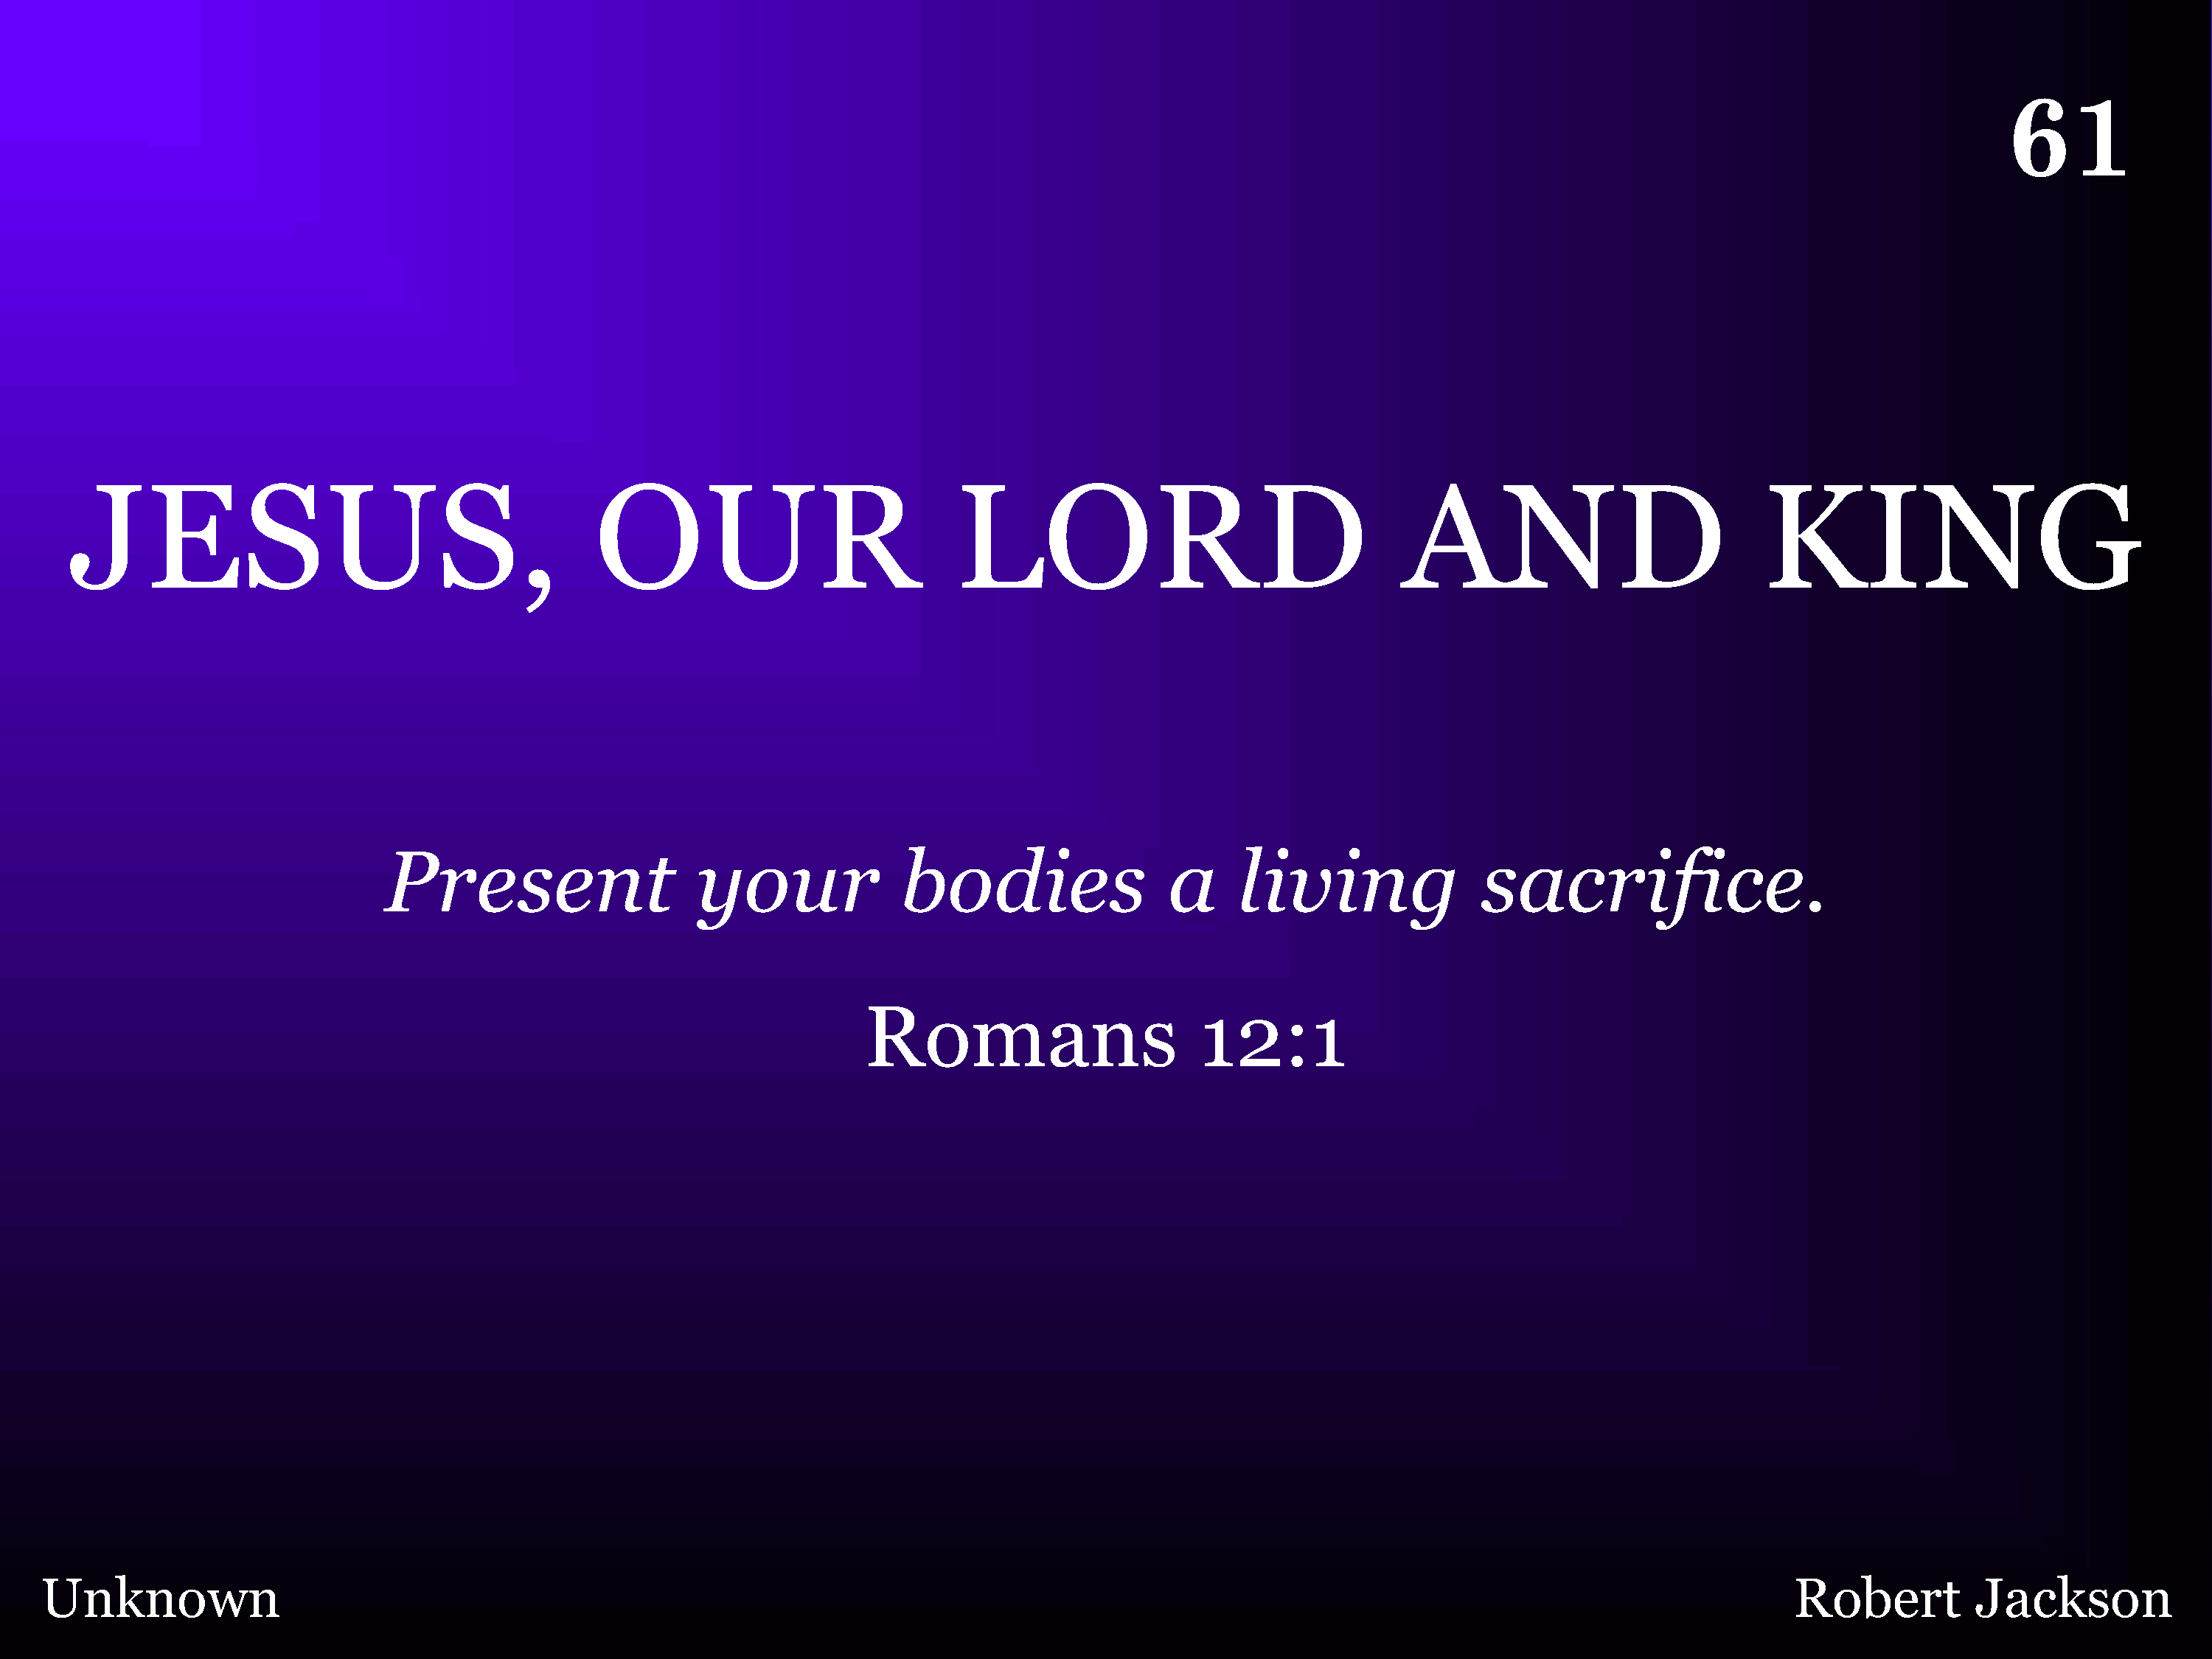 61
JESUS, OUR LORD AND KING
Present your bodies a living sacrifice.
Romans 12:1
Unknown
Robert Jackson